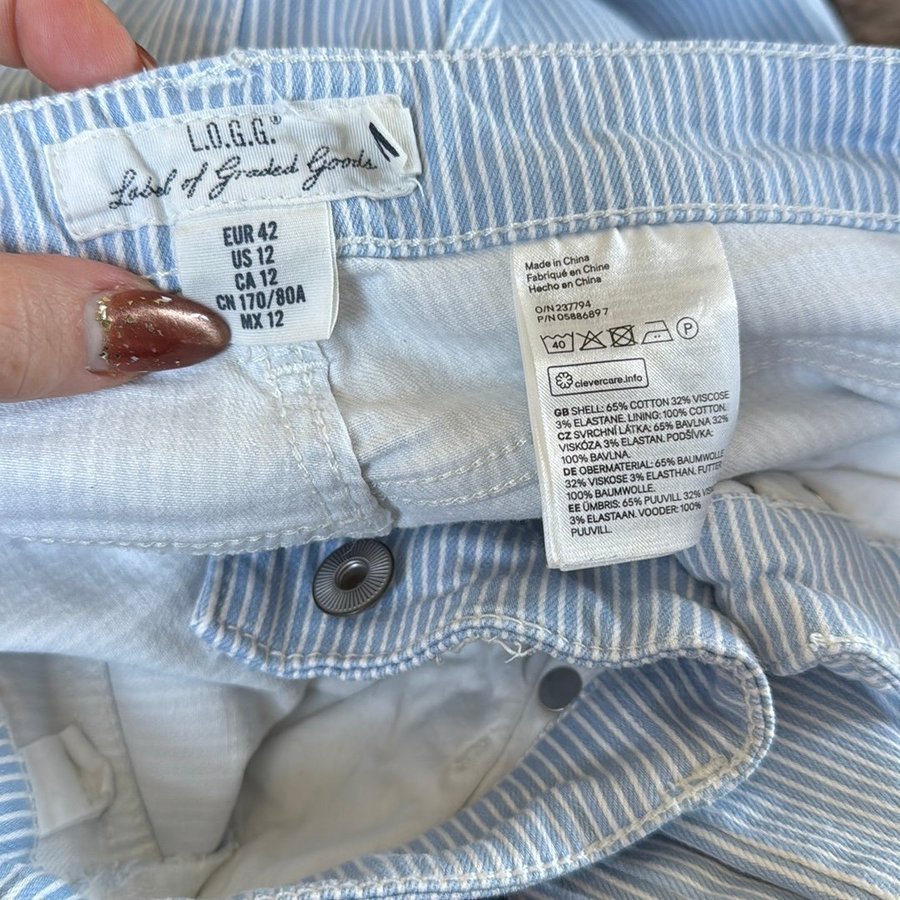 L.O.G.G.®
Label of Graded Goods
EUR 42
US 12
CA 12
CN 170/80A
MX 12
Made in China
Fabriqué en Chine
Hecho en China
O/N 237794
P/N 05886897
40
P
clevercare.info
GB SHELL: 65% COTTON 32% VISCOSE
3% ELASTANE. LINING: 100% COTTON.
CZ SVRCHNÍ LÁTKA: 65% BAVLNA 32%
VISKÓZA 3% ELASTAN. PODŠÍVKA:
100% BAVLNA.
DE OBERMATERIAL: 65% BAUMWOLLE
32% VISKOSE 3% ELASTHAN. FUTTER
100% BAUMWOLLE.
EE ÜMBRIS: 65% PUUVILL 32%
3% ELASTAAN. VOODER: 100%
PUUVILL.